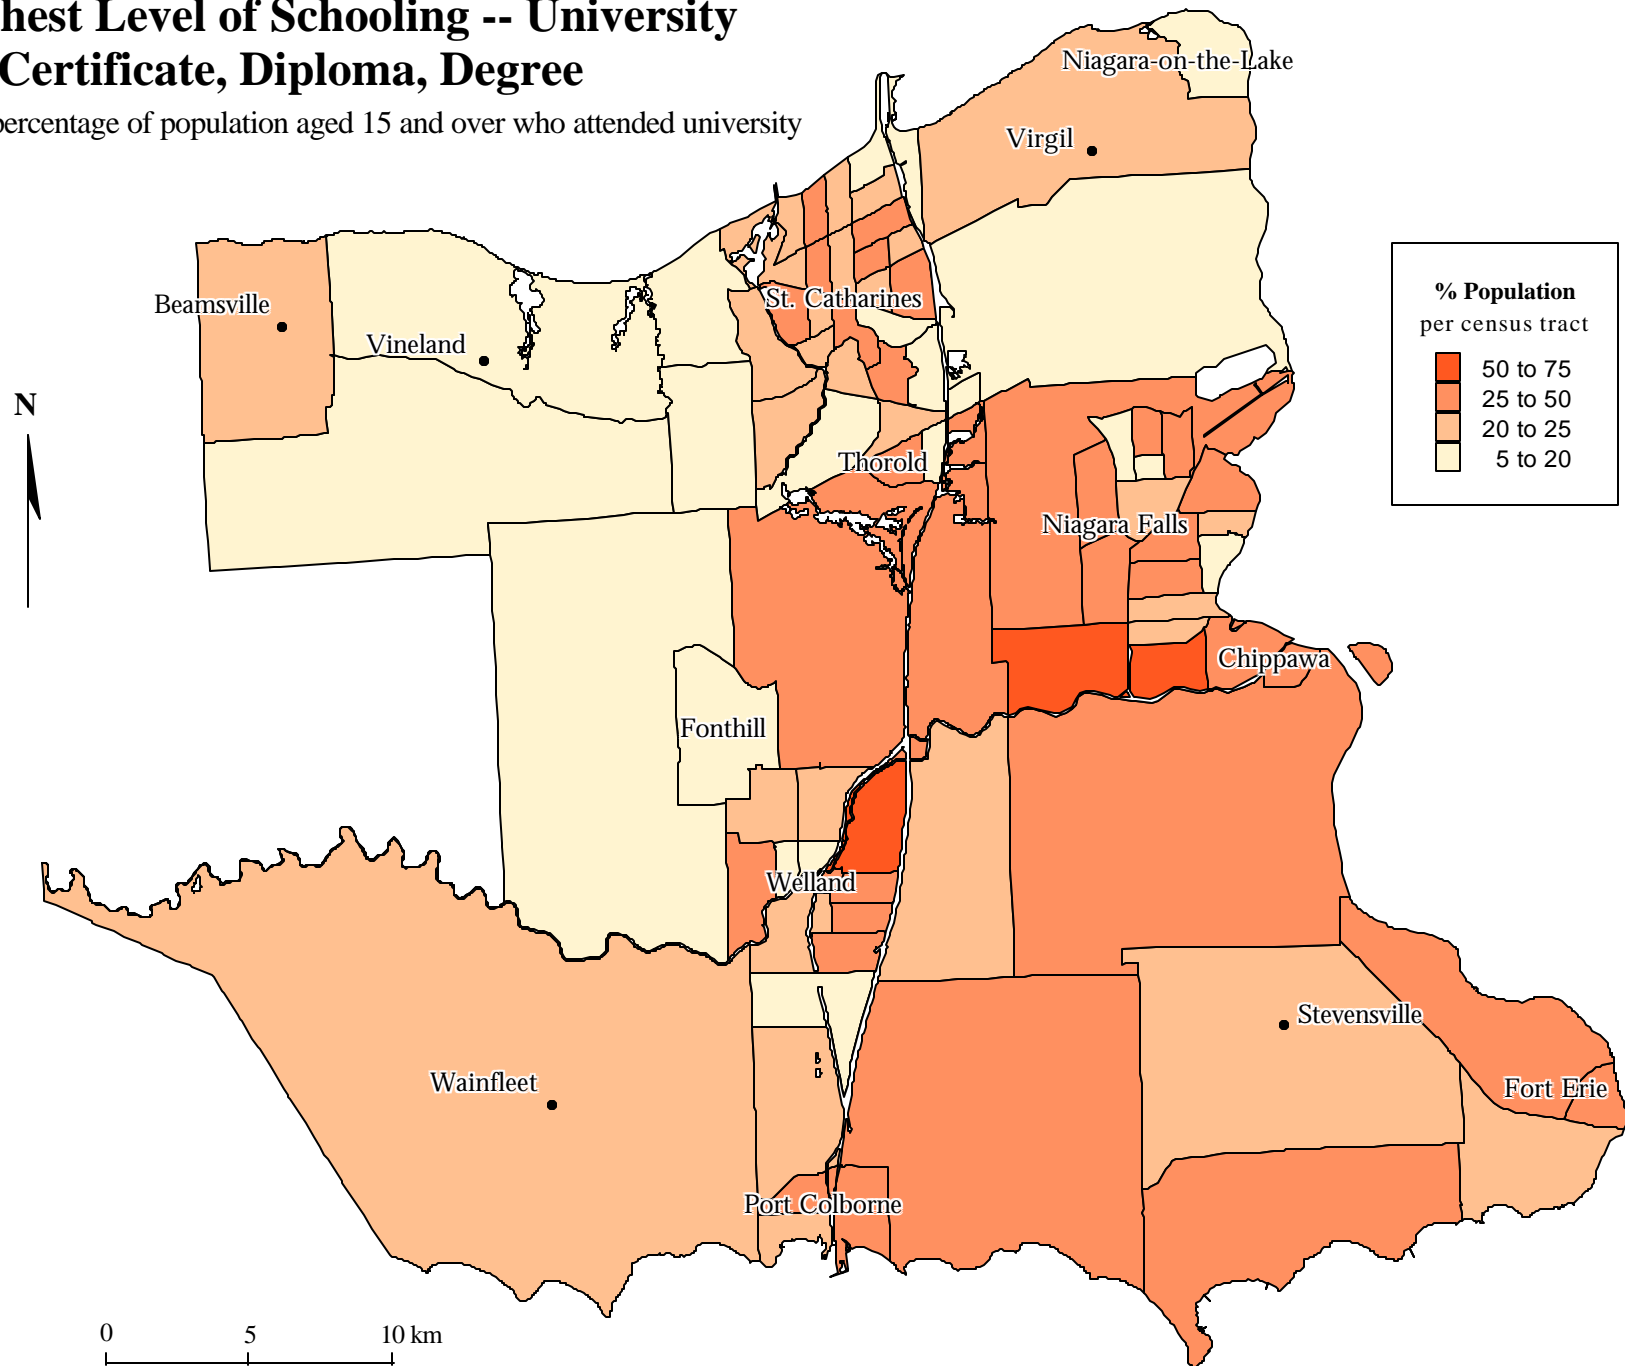 hest Level of Schooling -- University
Certificate, Diploma, Degree
percentage of population aged 15 and over who attended university
Niagara-on-the-Lake
Virgil
Beamsville
St. Catharines
Vineland
% Population
per census tract
50 to 75
25 to 50
20 to 25
5 to 20
N
Thorold
Niagara Falls
Chippawa
Fonthill
Welland
Stevensville
Wainfleet
Fort Erie
Port Colborne
0 5 10 km